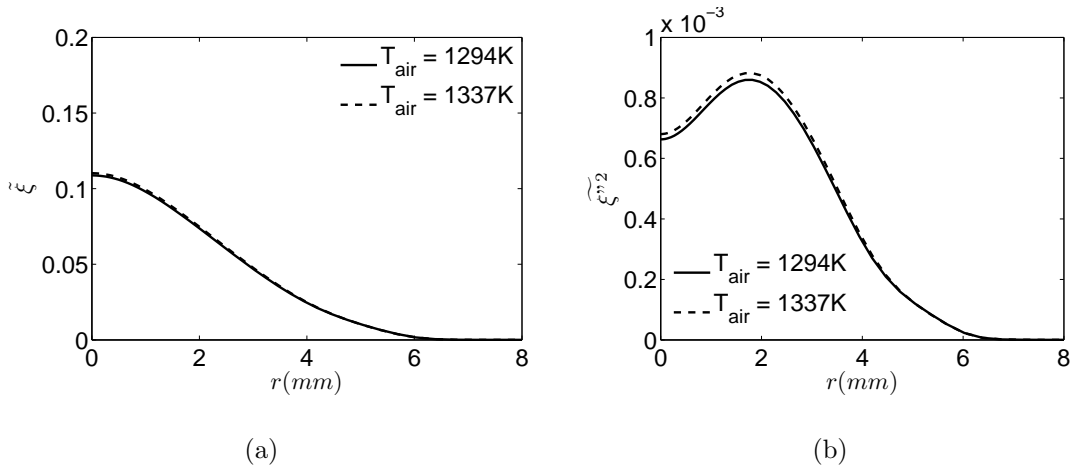 0.2
0.15
0.1
0.05
0
ξ̃
T_air = 1294K
T_air = 1337K
0 2 4 6 8
r(mm)
(a)
x 10^-3
1
0.8
0.6
0.4
0.2
0
ξ"²
T_air = 1294K
T_air = 1337K
0 2 4 6 8
r(mm)
(b)